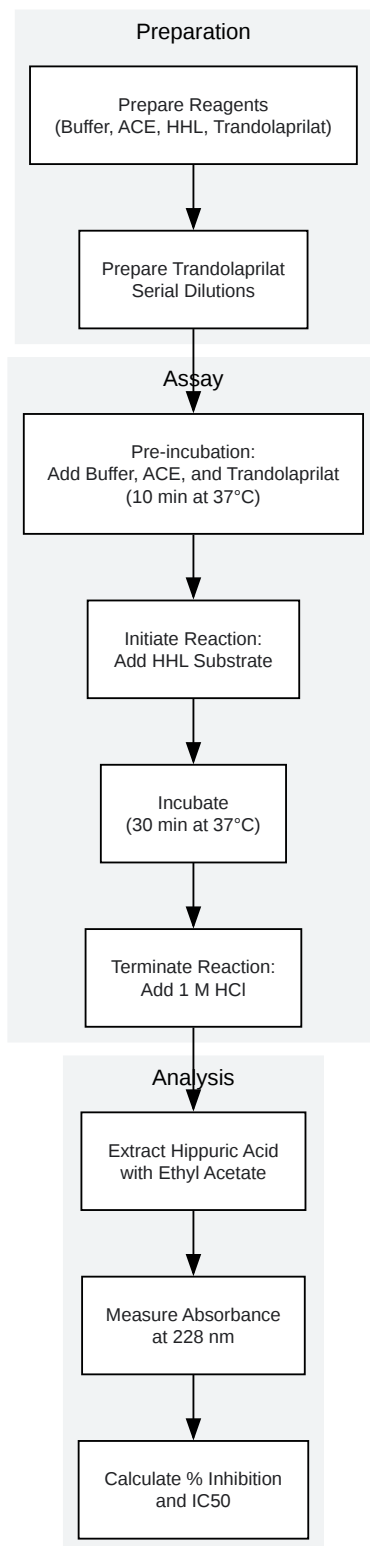 Preparation
Prepare Reagents
(Buffer, ACE, HHL, Trandolaprilat)
Prepare Trandolaprilat
Serial Dilutions
Assay
Pre-incubation:
Add Buffer, ACE, and Trandolaprilat
(10 min at 37°C)
Initiate Reaction:
Add HHL Substrate
Incubate
(30 min at 37°C)
Terminate Reaction:
Add 1 M HCl
Analysis
Extract Hippuric Acid
with Ethyl Acetate
Measure Absorbance
at 228 nm
Calculate % Inhibition
and IC50